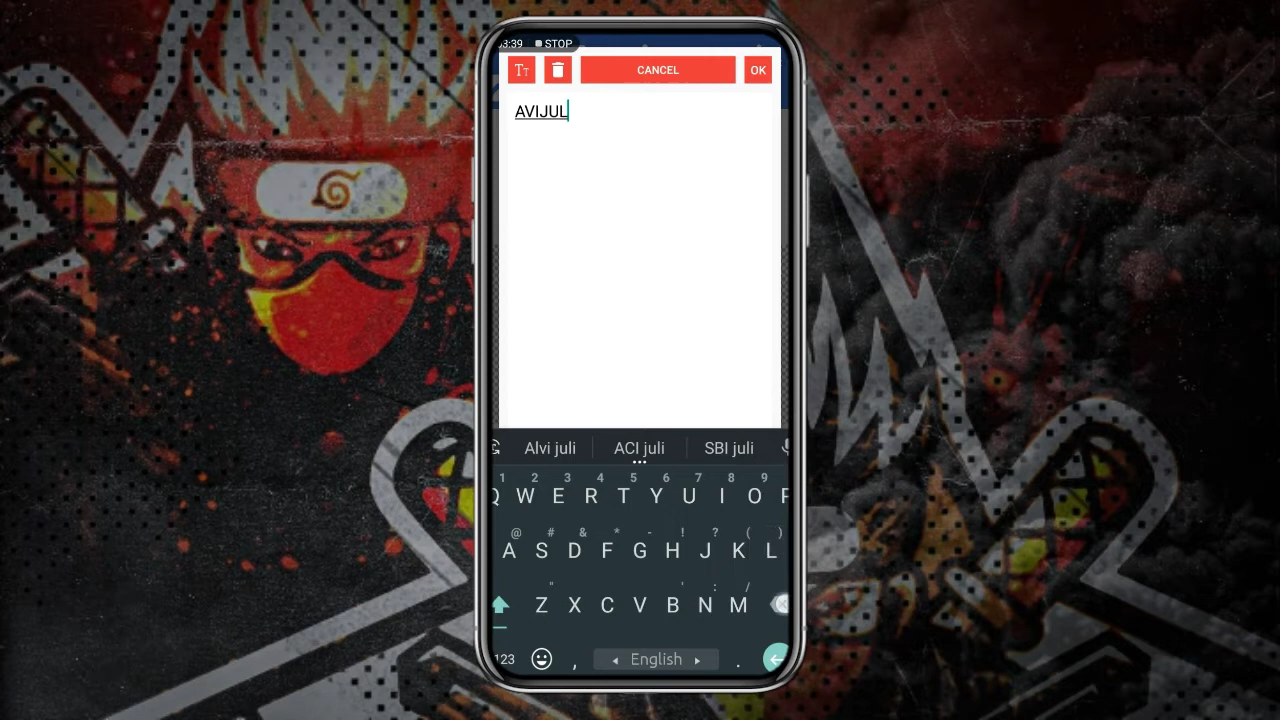 3:39 STOP
TT CANCEL OK
AVIJUL
Alvi juli ACI juli SBI juli
1 2 3 4 5 6 7 8 9
Q W E R T Y U I O P
@ # & * - ! ? ( )
A S D F G H J K L
" ' : /
Z X C V B N M
123 , English .